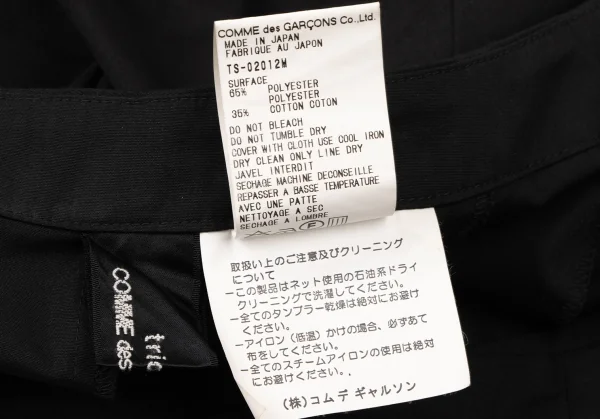 COMME des GARÇONS Co.,Ltd.
MADE IN JAPAN
FABRIQUE AU JAPON
TS-02012M
SURFACE
65% POLYESTER
POLYESTER
35% COTTON COTON
DO NOT BLEACH
DO NOT TUMBLE DRY
COVER WITH CLOTH USE COOL IRON
DRY CLEAN ONLY LINE DRY
JAVEL INTERDIT
SECHAGE MACHINE DECONSEILLE
REPASSER A BASSE TEMPERATURE
AVEC UNE PATTE
NETTOYAGE A SEC
SECHAGE A LOMBRE
取扱い上のご注意及びクリーニング
について
ーこの製品はネット使用の石油系ドライ
クリーニングで洗濯してください。
ー全てのタンブラー乾燥は絶対にお避け
ください。
ーアイロン（低温）かけの場合、必ずあて
布をしてください。
ー全てのスチームアイロンの使用は絶対
にお避けください。
（株）コム デ ギャルソン
tric
COMME des